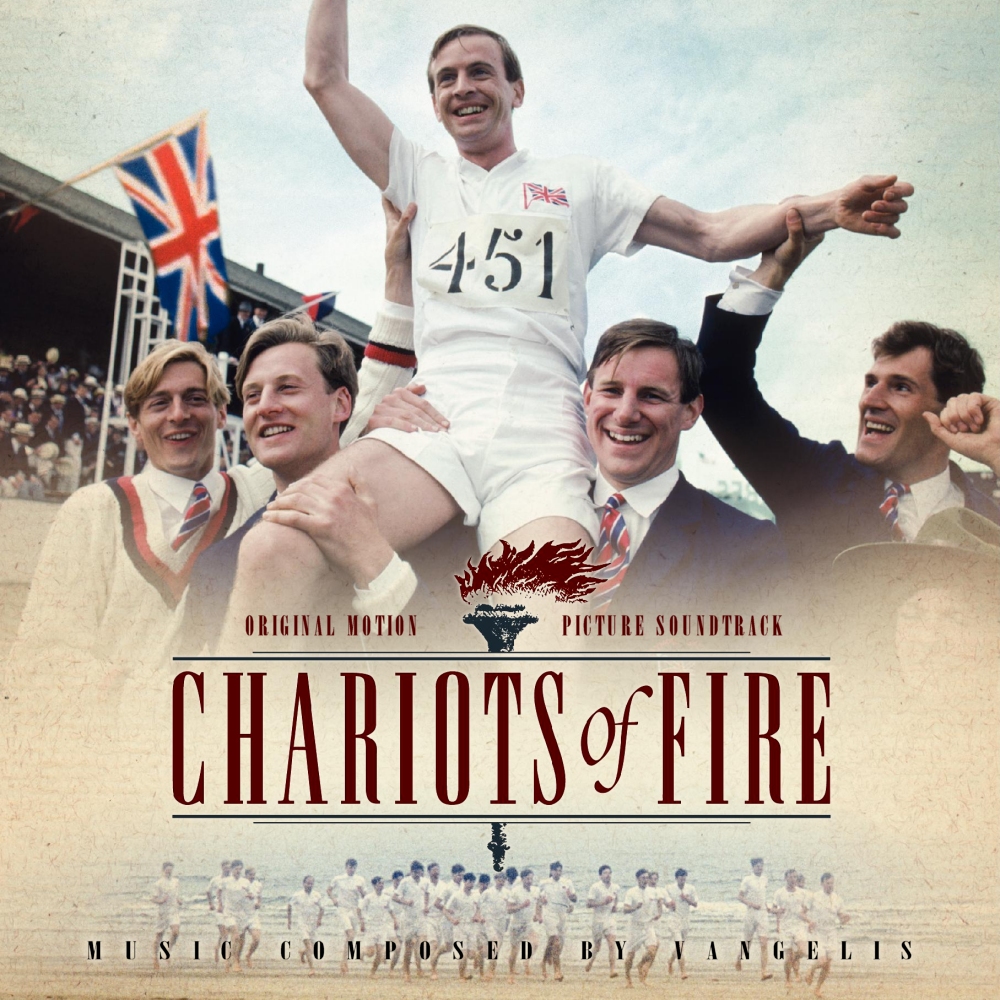 451
ORIGINAL MOTION PICTURE SOUNDTRACK
CHARIOTS of FIRE
MUSIC COMPOSED BY VANGELIS